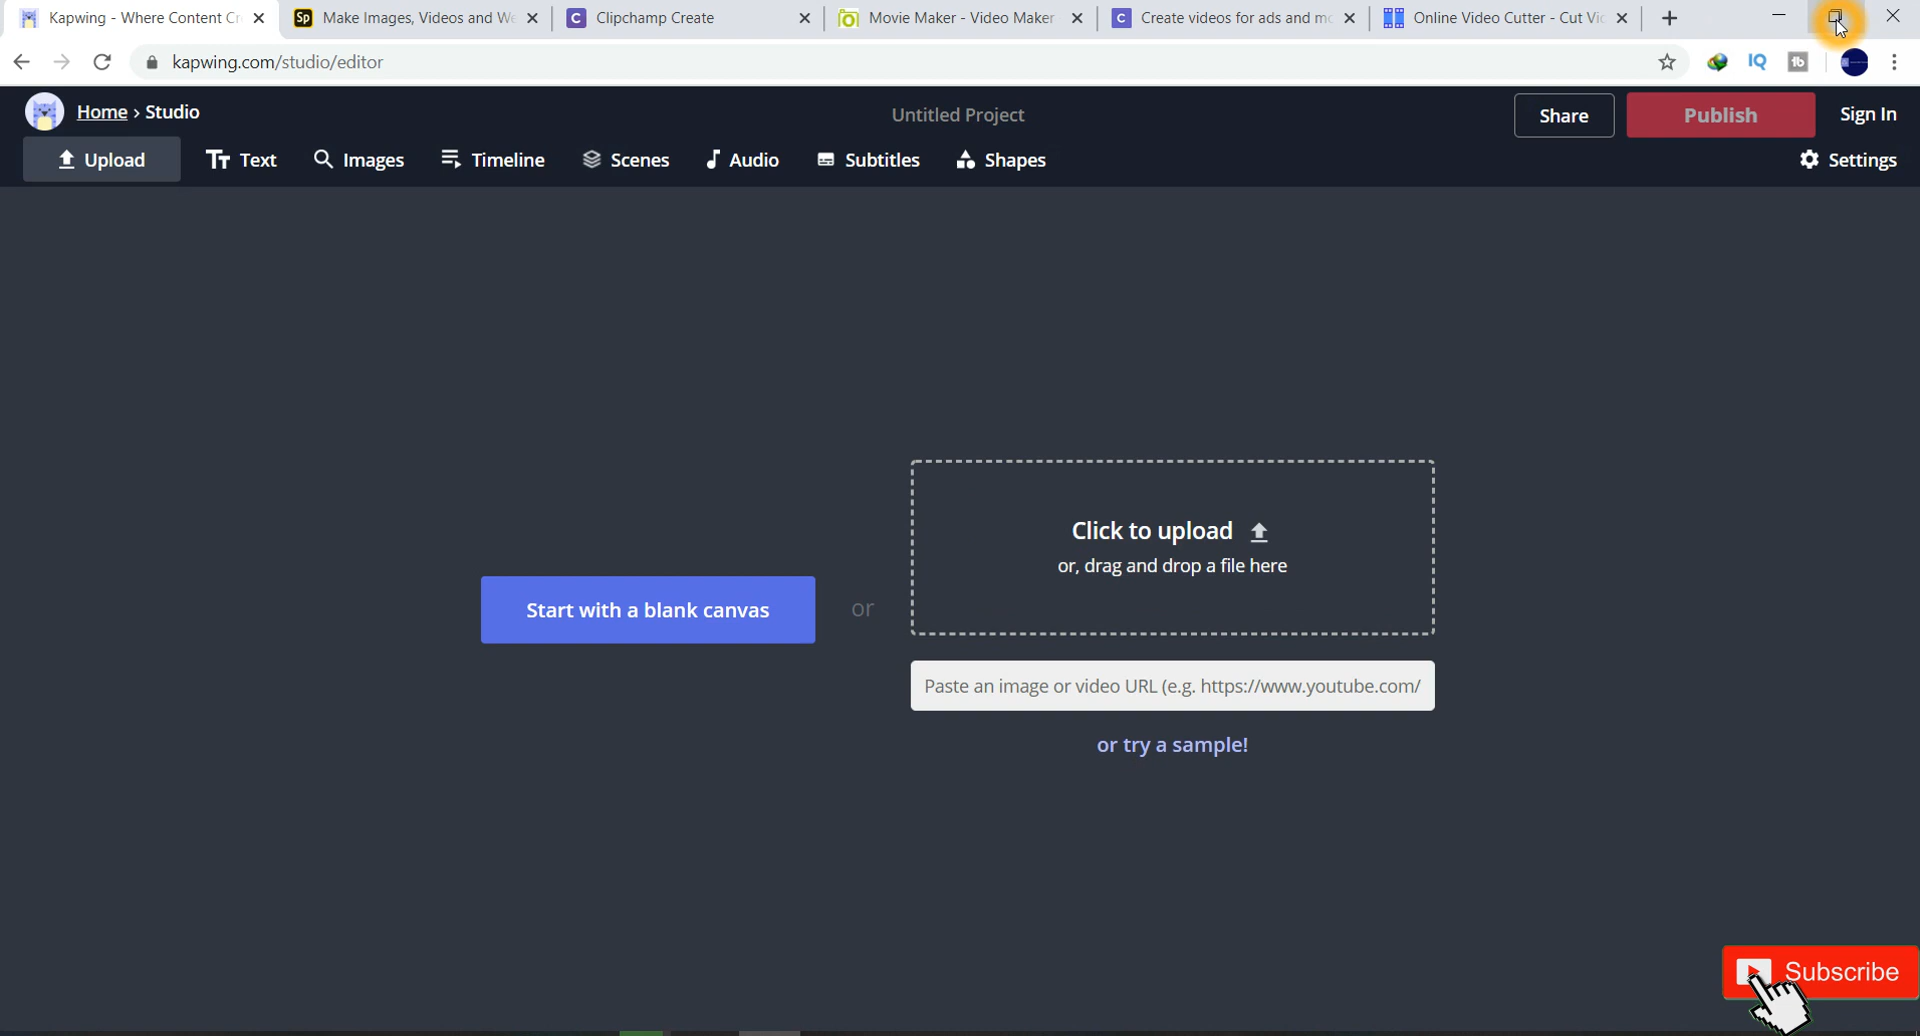 Kapwing - Where Content Cr
Make Images, Videos and We
Clipchamp Create
Movie Maker - Video Maker
Create videos for ads and mo
Online Video Cutter - Cut Vic
kapwing.com/studio/editor
Home › Studio
Untitled Project
Share
Publish
Sign In
Upload
Text
Images
Timeline
Scenes
Audio
Subtitles
Shapes
Settings
Click to upload
or, drag and drop a file here
Start with a blank canvas
or
Paste an image or video URL (e.g. https://www.youtube.com/
or try a sample!
Subscribe